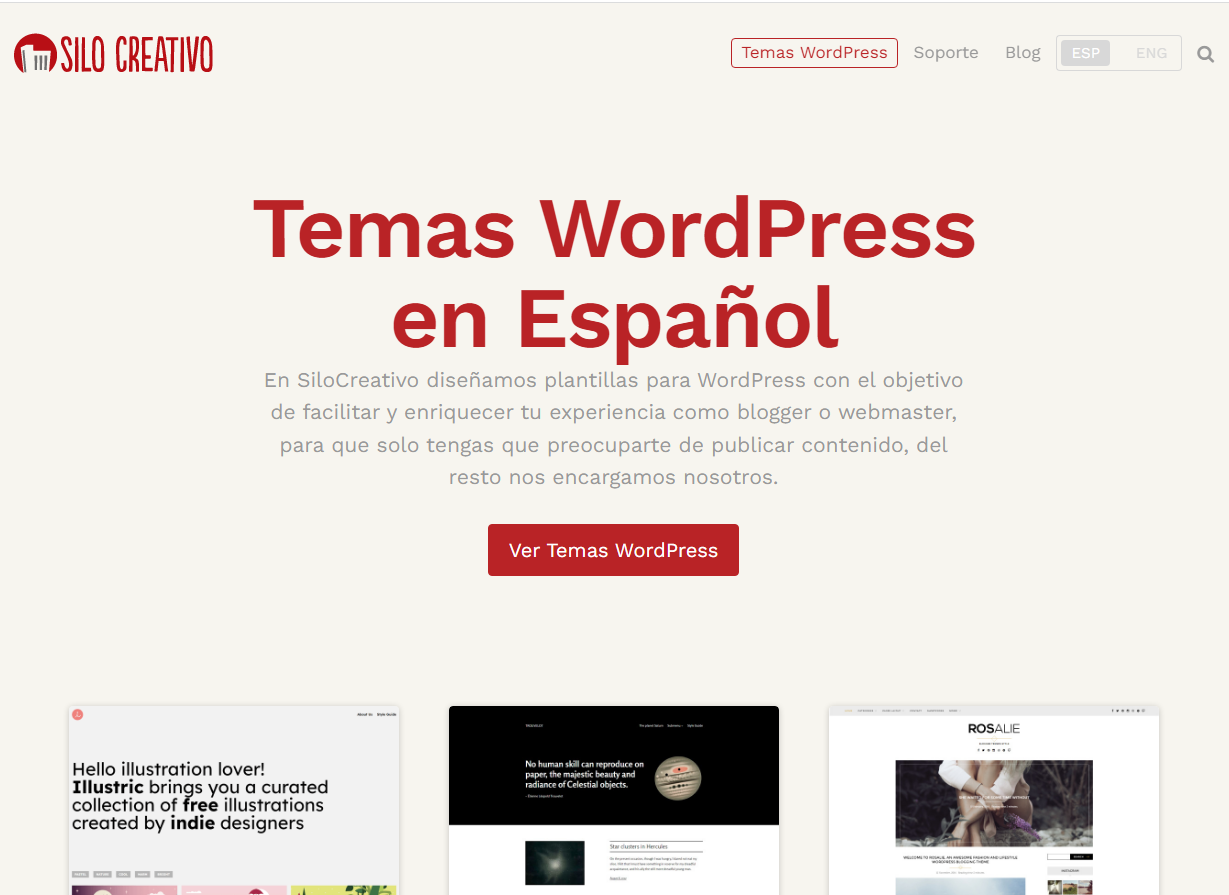 SILO CREATIVO
Temas WordPress
Soporte
Blog
ESP
ENG
Temas WordPress
en Español
En SiloCreativo diseñamos plantillas para WordPress con el objetivo
de facilitar y enriquecer tu experiencia como blogger o webmaster,
para que solo tengas que preocuparte de publicar contenido, del
resto nos encargamos nosotros.
Ver Temas WordPress
About Us Style Guide
Hello illustration lover!
Illustric brings you a curated
collection of free illustrations
created by indie designers
No human skill can reproduce on
paper, the majestic beauty and
radiance of Celestial objects.
Star clusters in Hercules
ROSALIE
WELCOME TO ROSALIE, AN AWESOME FASHION AND LIFESTYLE
WORDPRESS BLOGGING THEME
INSTAGRAM